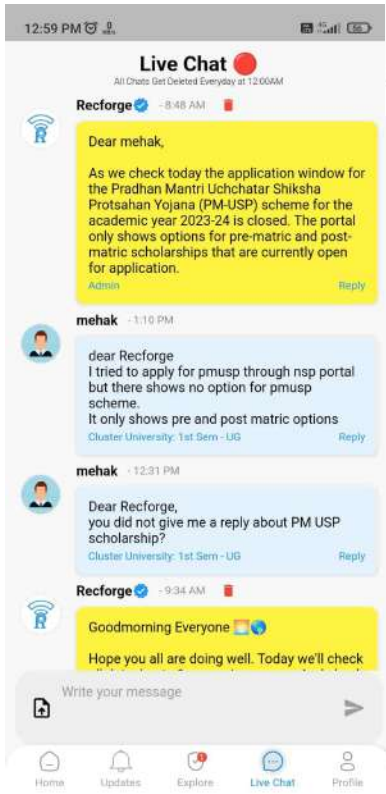 12:59 PM
0
4G
56
Live Chat
All Chats Get Deleted Everyday at 12:00AM
Recforge - 8:48 AM
Dear mehak,
As we check today the application window for
the Pradhan Mantri Uchchatar Shiksha
Protsahan Yojana (PM-USP) scheme for the
academic year 2023-24 is closed. The portal
only shows options for pre-matric and post-
matric scholarships that are currently open
for application.
Admin Reply
mehak - 1:10 PM
dear Recforge
I tried to apply for pmusp through nsp portal
but there shows no option for pmusp
scheme.
It only shows pre and post matric options
Cluster University: 1st Sem - UG Reply
mehak - 12:31 PM
Dear Recforge,
you did not give me a reply about PM USP
scholarship?
Cluster University: 1st Sem - UG Reply
Recforge - 9:34 AM
Goodmorning Everyone
Hope you all are doing well. Today we'll check
Write your message
Home Updates Explore Live Chat Profile